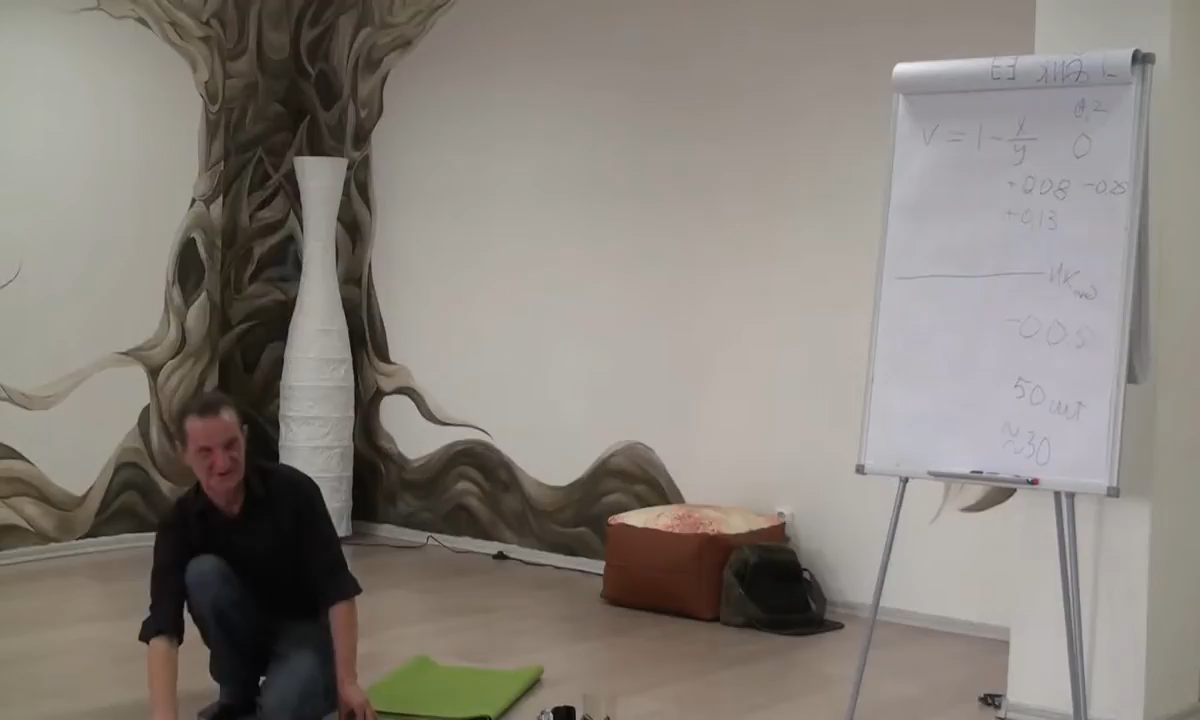 0,2
V = 1 - x/y 0
+0,08 -0,25
+0,13
ИК
-0,05
50 шт
≈30